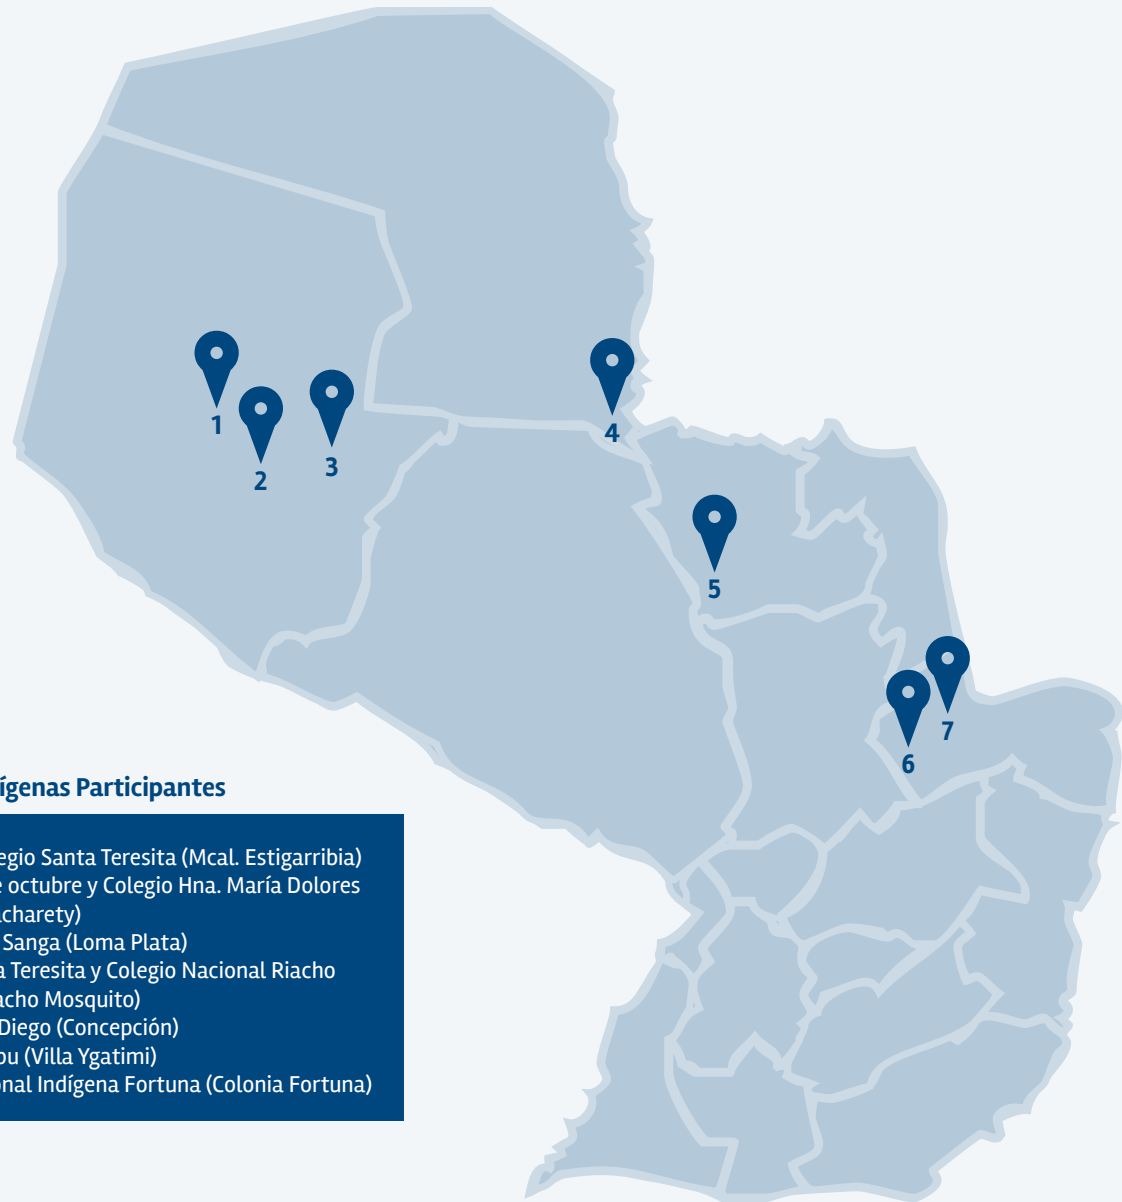 1
2
3
4
5
6
7
ígenas Participantes
egio Santa Teresita (Mcal. Estigarribia)
e octubre y Colegio Hna. María Dolores
charety)
Sanga (Loma Plata)
a Teresita y Colegio Nacional Riacho
acho Mosquito)
Diego (Concepción)
ou (Villa Ygatimi)
onal Indígena Fortuna (Colonia Fortuna)